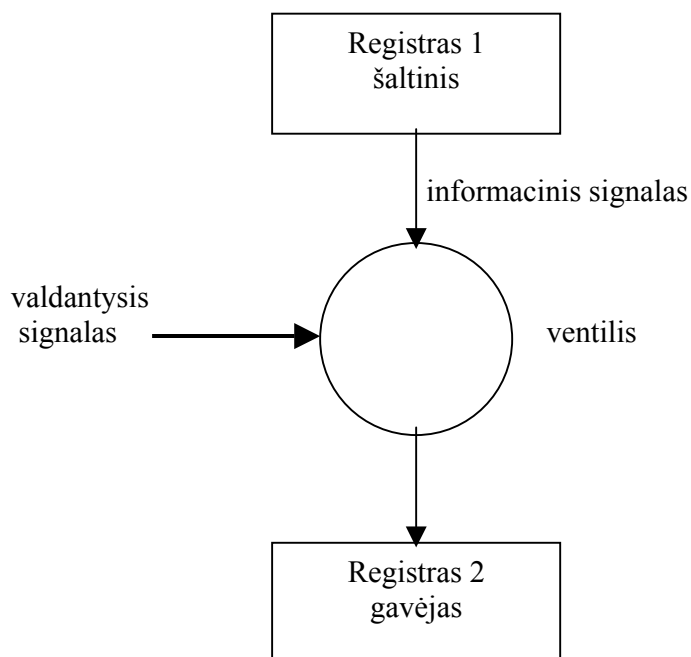 Registras 1
šaltinis
informacinis signalas
valdantysis
signalas
ventilis
Registras 2
gavėjas